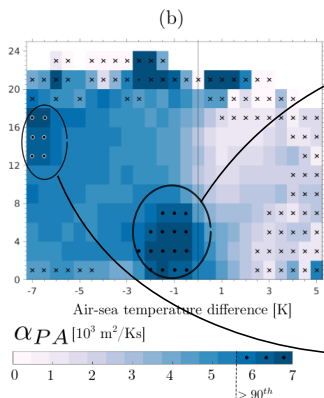 (b)
24
20
16
12
8
4
0
-7 -5 -3 -1 1 3 5
Air-sea temperature difference [K]
α_PA [10³ m²/Ks]
0 1 2 3 4 5 6 7
> 90ᵗʰ